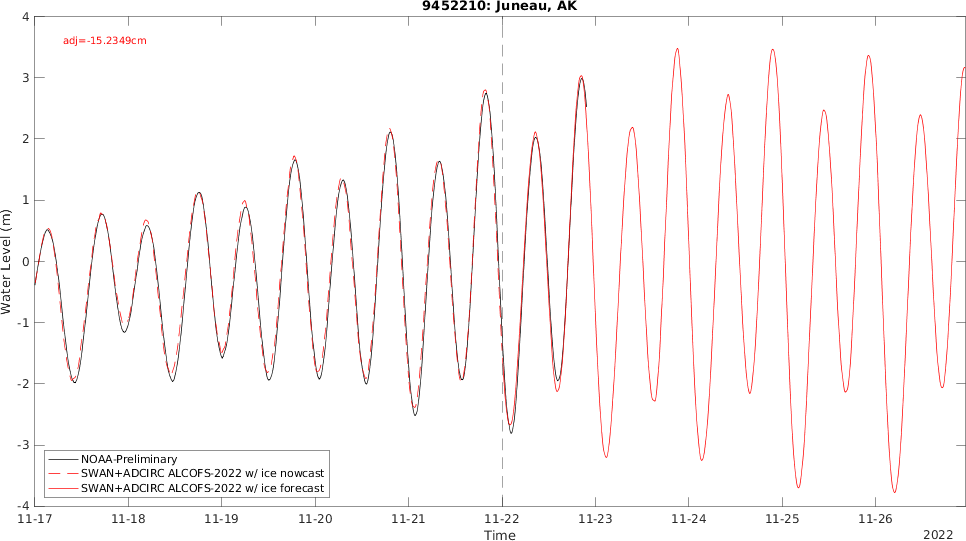 9452210: Juneau, AK
adj=-15.2349cm
4
3
2
1
0
-1
-2
-3
-4
Water Level (m)
NOAA-Preliminary
SWAN+ADCIRC ALCOFS-2022 w/ ice nowcast
SWAN+ADCIRC ALCOFS-2022 w/ ice forecast
11-17 11-18 11-19 11-20 11-21 11-22 11-23 11-24 11-25 11-26
Time
2022